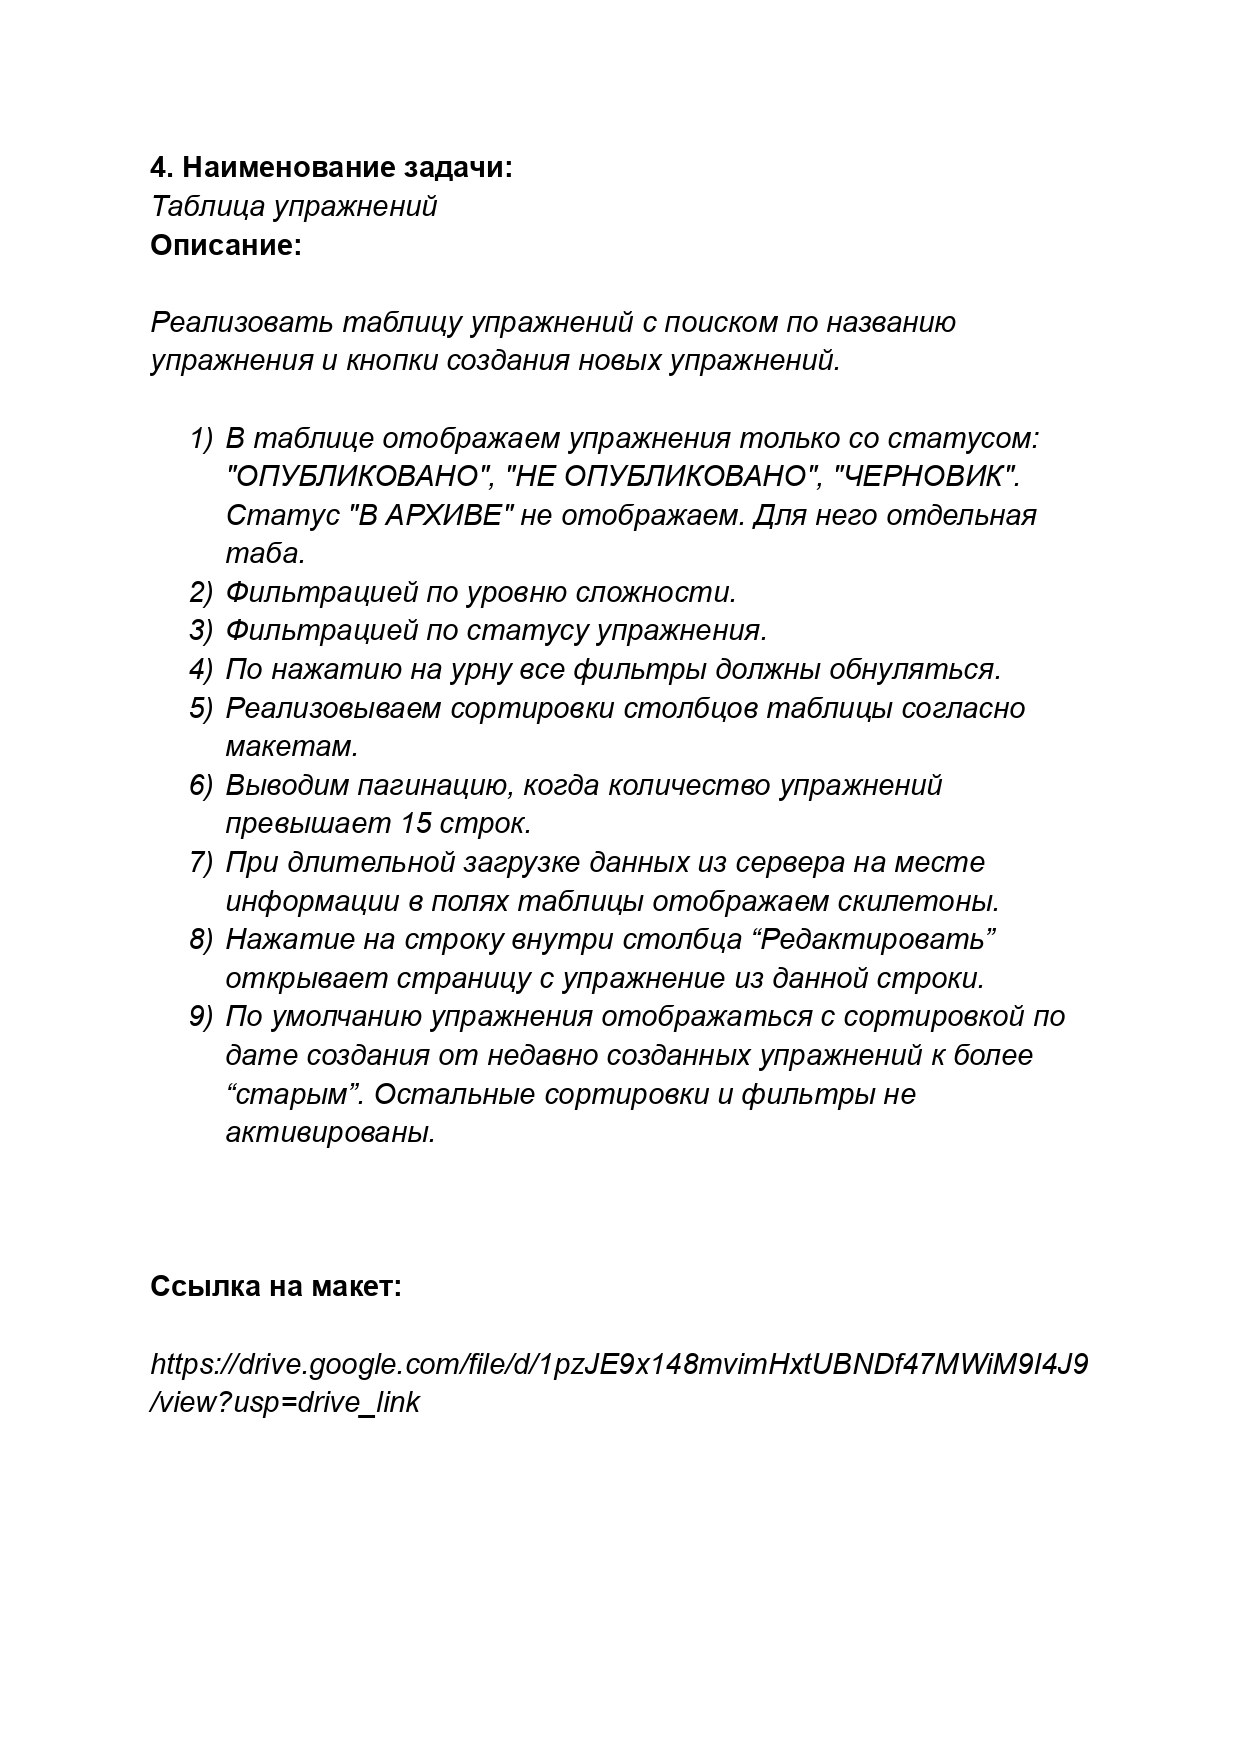 4. Наименование задачи:
Таблица упражнений
Описание:
Реализовать таблицу упражнений с поиском по названию
упражнения и кнопки создания новых упражнений.
1) В таблице отображаем упражнения только со статусом:
"ОПУБЛИКОВАНО", "НЕ ОПУБЛИКОВАНО", "ЧЕРНОВИК".
Статус "В АРХИВЕ" не отображаем. Для него отдельная
таба.
2) Фильтрацией по уровню сложности.
3) Фильтрацией по статусу упражнения.
4) По нажатию на урну все фильтры должны обнуляться.
5) Реализовываем сортировки столбцов таблицы согласно
макетам.
6) Выводим пагинацию, когда количество упражнений
превышает 15 строк.
7) При длительной загрузке данных из сервера на месте
информации в полях таблицы отображаем скилетоны.
8) Нажатие на строку внутри столбца “Редактировать”
открывает страницу с упражнение из данной строки.
9) По умолчанию упражнения отображаться с сортировкой по
дате создания от недавно созданных упражнений к более
“старым”. Остальные сортировки и фильтры не
активированы.
Ссылка на макет:
https://drive.google.com/file/d/1pzJE9x148mvimHxtUBNDf47MWiM9I4J9
/view?usp=drive_link